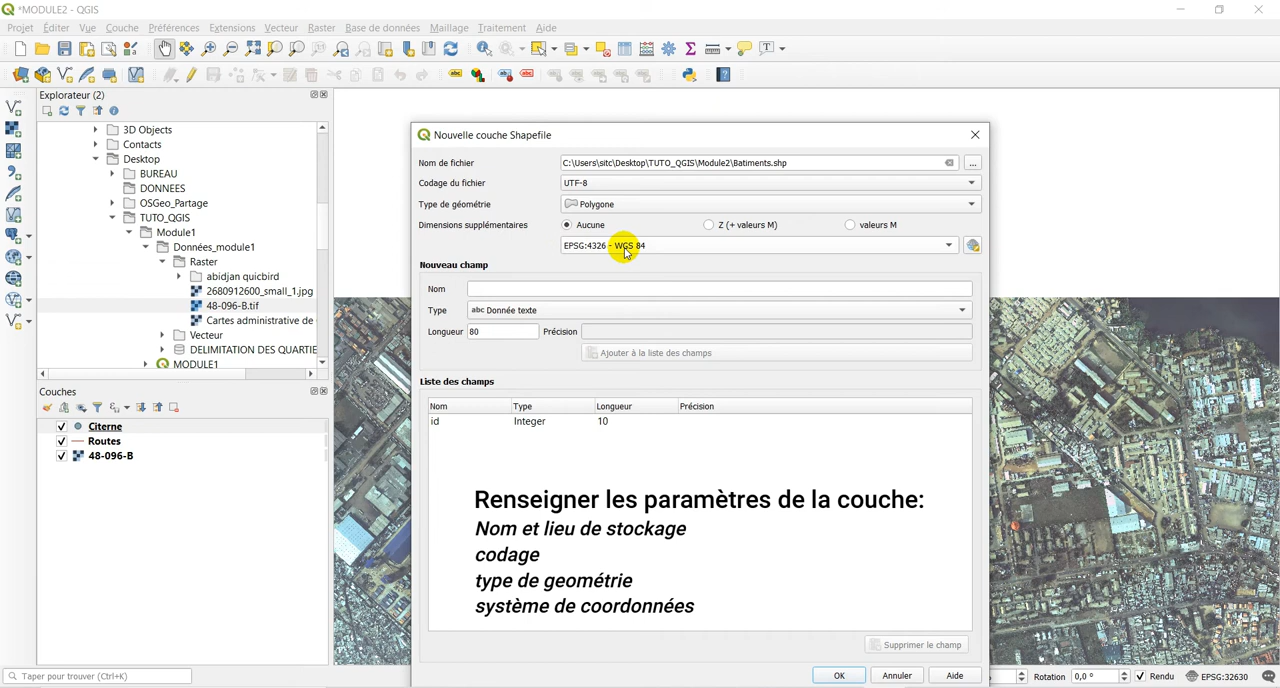 *MODULE2 - QGIS
Projet Éditer Vue Couche Préférences Extensions Vecteur Raster Base de données Maillage Traitement Aide
Explorateur (2)
3D Objects
Contacts
Desktop
BUREAU
DONNEES
OSGeo_Partage
TUTO_QGIS
Module1
Données_module1
Raster
abidjan quicbird
2680912600_small_1.jpg
48-096-B.tif
Cartes administrative de
Vecteur
DELIMITATION DES QUARTIE
MODULE1
Couches
Citerne
Routes
48-096-B
Nouvelle couche Shapefile
Nom de fichier C:\Users\sitc\Desktop\TUTO_QGIS\Module2\Batiments.shp ...
Codage du fichier UTF-8
Type de géométrie Polygone
Dimensions supplémentaires Aucune Z (+ valeurs M) valeurs M
EPSG:4326 - WGS 84
Nouveau champ
Nom
Type abc Donnée texte
Longueur 80 Précision
Ajouter à la liste des champs
Liste des champs
Nom Type Longueur Précision
id Integer 10
Renseigner les paramètres de la couche:
Nom et lieu de stockage
codage
type de geométrie
système de coordonnées
Supprimer le champ
OK Annuler Aide
Taper pour trouver (Ctrl+K)
Rotation 0,0 ° Rendu EPSG:32630